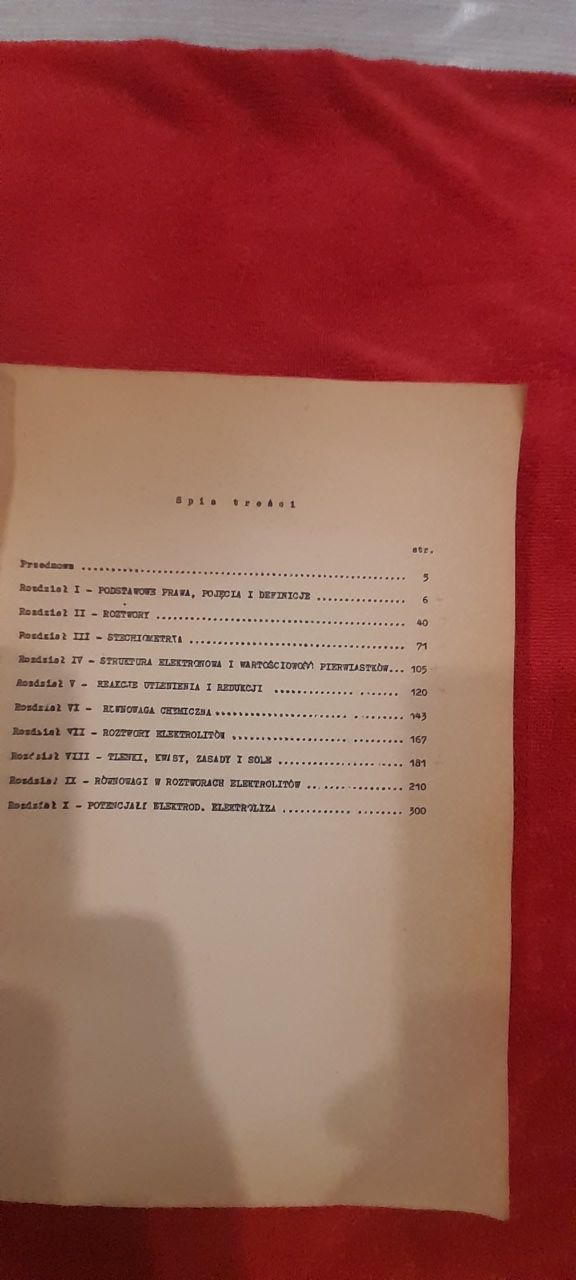 Spis treści
str.
Przedmowa ........ 5
Rozdział I - PODSTAWOWE PRAWA, POJĘCIA I DEFINICJE ........ 6
Rozdział II - ROZTWORY ........ 40
Rozdział III - STECHIOMETRIA ........ 71
Rozdział IV - STRUKTURA ELEKTRONOWA I WARTOŚCIOWOŚĆ PIERWIASTKÓW... 105
Rozdział V - REAKCJE UTLENIENIA I REDUKCJI ........ 120
Rozdział VI - RÓWNOWAGA CHEMICZNA ........ 143
Rozdział VII - ROZTWORY ELEKTROLITÓW ........ 167
Rozdział VIII - TLENKI, KWASY, ZASADY I SOLE ........ 181
Rozdział IX - RÓWNOWAGI W ROZTWORACH ELEKTROLITÓW ........ 210
Rozdział X - POTENCJAŁY ELEKTROD. ELEKTROLIZA ........ 300